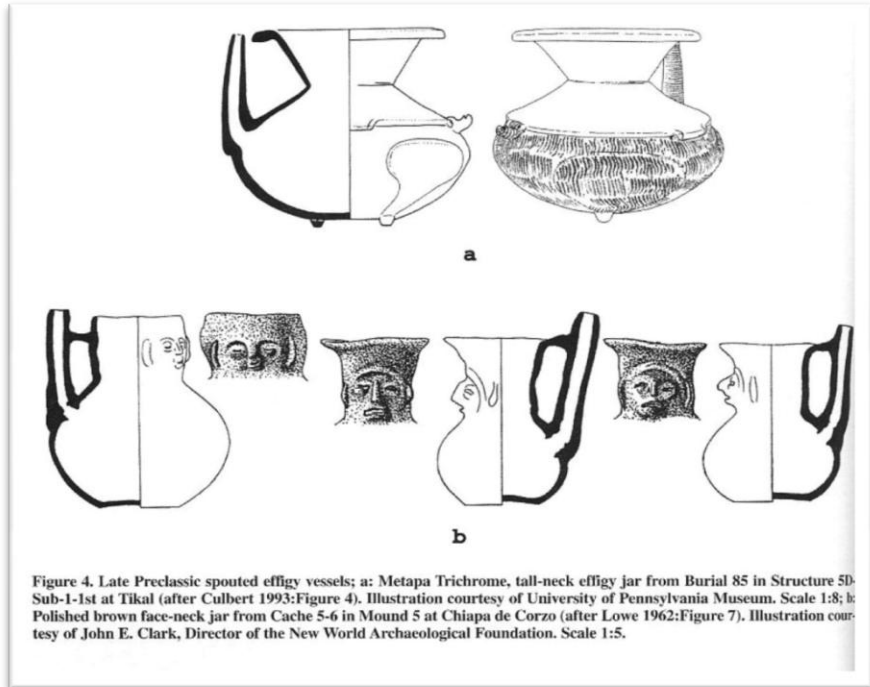 a
b
Figure 4. Late Preclassic spouted effigy vessels; a: Metapa Trichrome, tall-neck effigy jar from Burial 85 in Structure 5D-
Sub-1-1st at Tikal (after Culbert 1993:Figure 4). Illustration courtesy of University of Pennsylvania Museum. Scale 1:8; b:
Polished brown face-neck jar from Cache 5-6 in Mound 5 at Chiapa de Corzo (after Lowe 1962:Figure 7). Illustration cour-
tesy of John E. Clark, Director of the New World Archaeological Foundation. Scale 1:5.